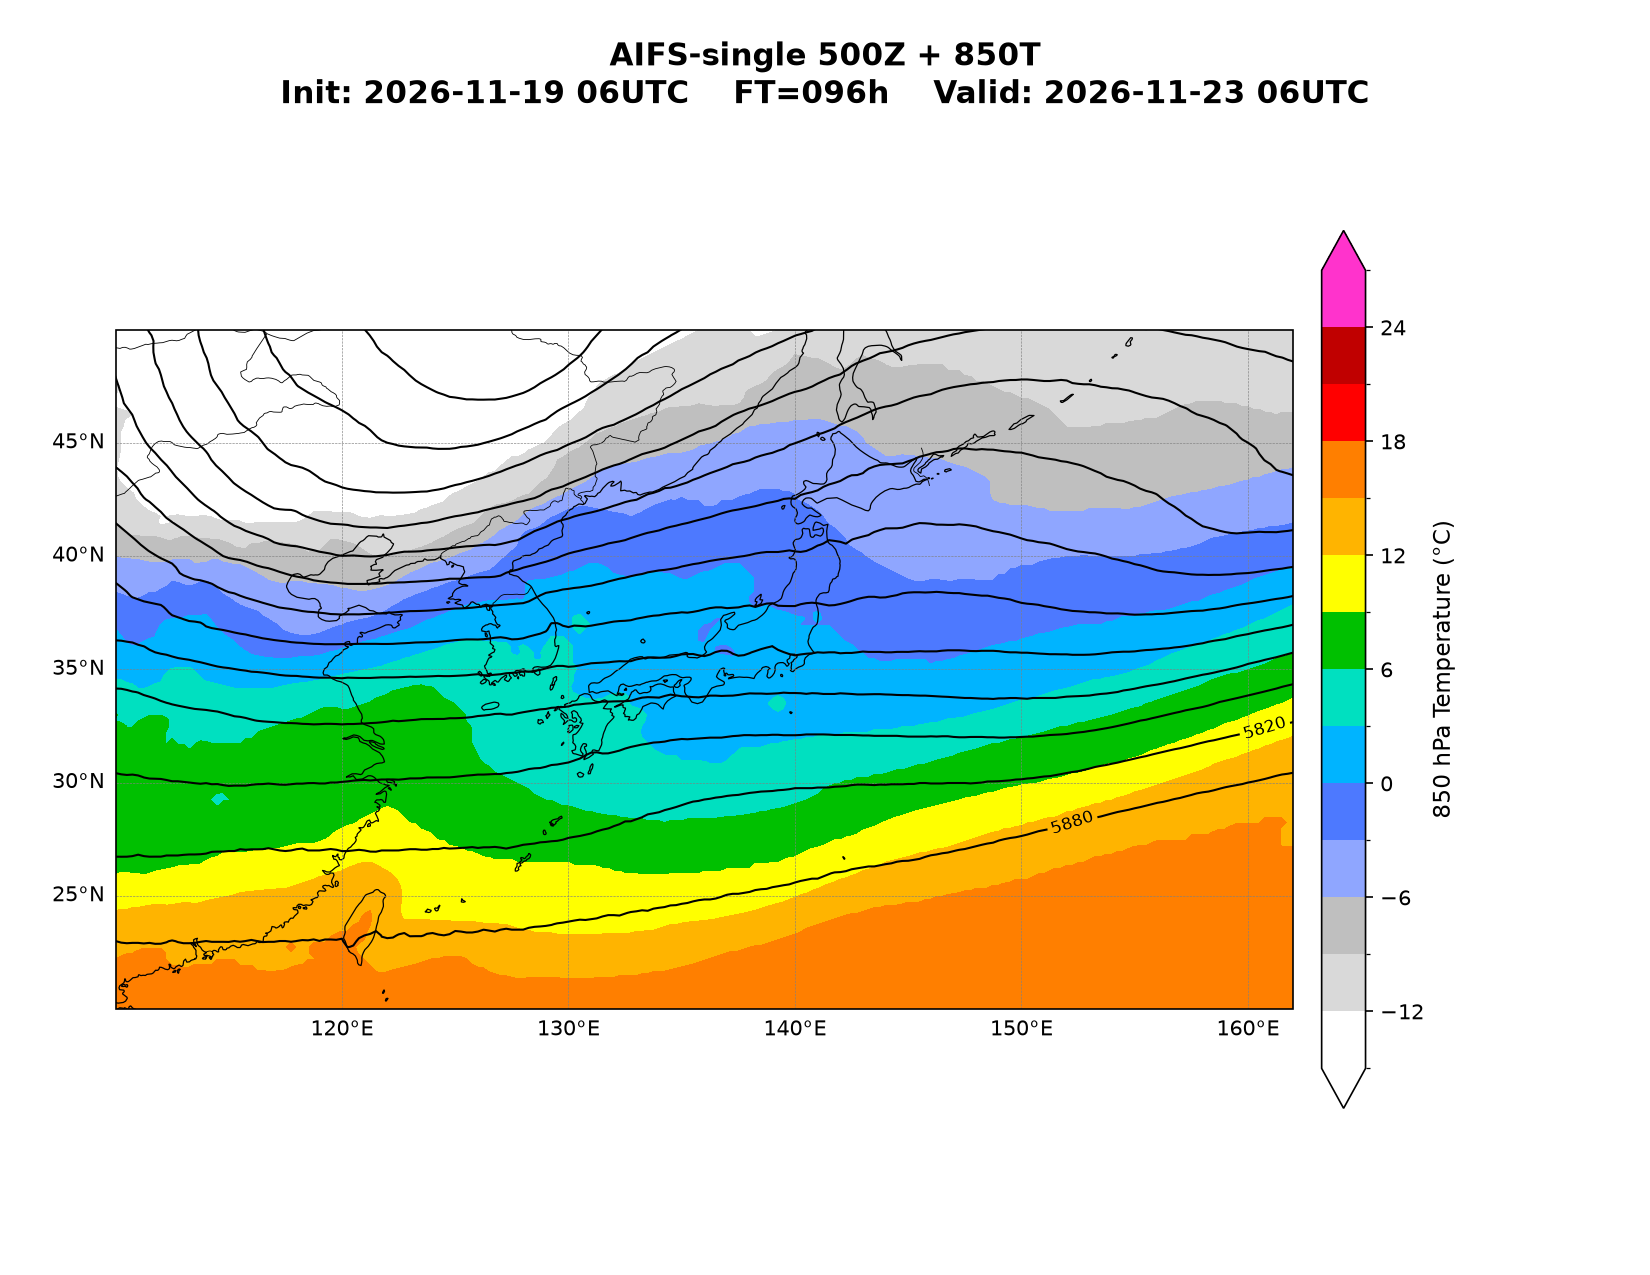 AIFS-single 500Z + 850T
Init: 2026-11-19 06UTC    FT=096h    Valid: 2026-11-23 06UTC
24
18
12
6
0
−6
−12
850 hPa Temperature (°C)
45°N
40°N
35°N
30°N
25°N
5820
5880
120°E
130°E
140°E
150°E
160°E